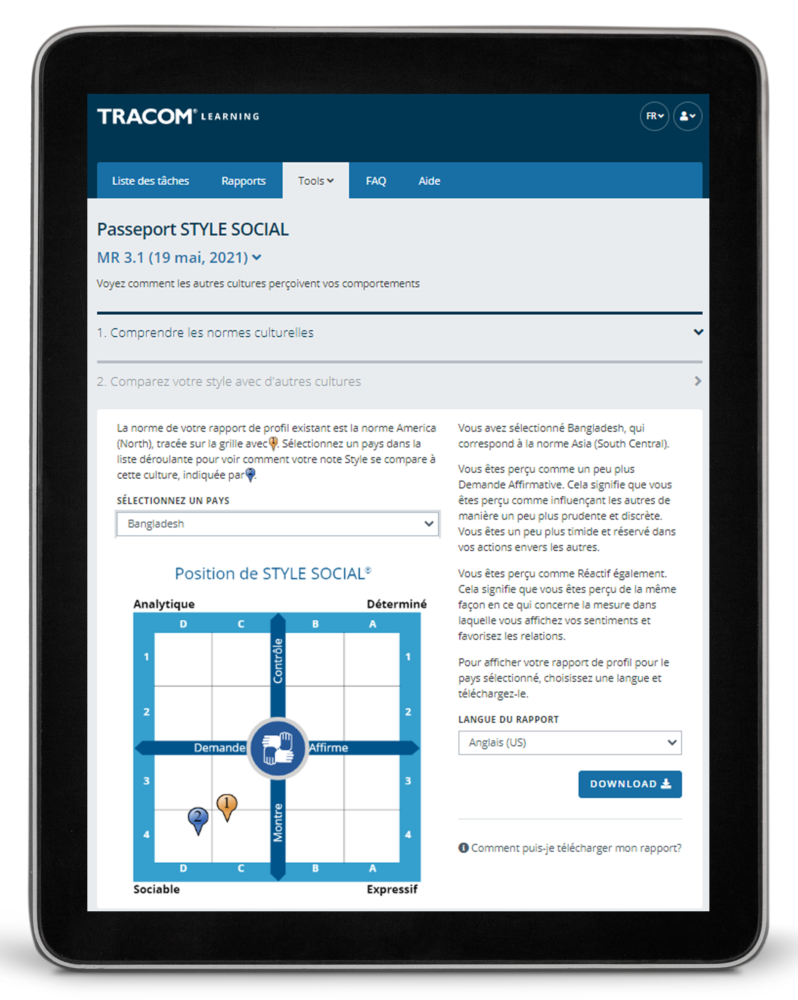 TRACOM® LEARNING
FR
Liste des tâches
Rapports
Tools
FAQ
Aide
Passeport STYLE SOCIAL
MR 3.1 (19 mai, 2021)
Voyez comment les autres cultures perçoivent vos comportements
1. Comprendre les normes culturelles
2. Comparez votre style avec d'autres cultures
La norme de votre rapport de profil existant est la norme America
(North), tracée sur la grille avec 1. Sélectionnez un pays dans la
liste déroulante pour voir comment votre note Style se compare à
cette culture, indiquée par 2.
SÉLECTIONNEZ UN PAYS
Bangladesh
Position de STYLE SOCIAL®
Analytique
Déterminé
D C B A
Contrôle
1 1
2 2
Demande
Affirme
3 3
1
2
Montre
4 4
D C B A
Sociable
Expressif
Vous avez sélectionné Bangladesh, qui
correspond à la norme Asia (South Central).
Vous êtes perçu comme un peu plus
Demande Affirmative. Cela signifie que vous
êtes perçu comme influençant les autres de
manière un peu plus prudente et discrète.
Vous êtes un peu plus timide et réservé dans
vos actions envers les autres.
Vous êtes perçu comme Réactif également.
Cela signifie que vous êtes perçu de la même
façon en ce qui concerne la mesure dans
laquelle vous affichez vos sentiments et
favorisez les relations.
Pour afficher votre rapport de profil pour le
pays sélectionné, choisissez une langue et
téléchargez-le.
LANGUE DU RAPPORT
Anglais (US)
DOWNLOAD
Comment puis-je télécharger mon rapport?